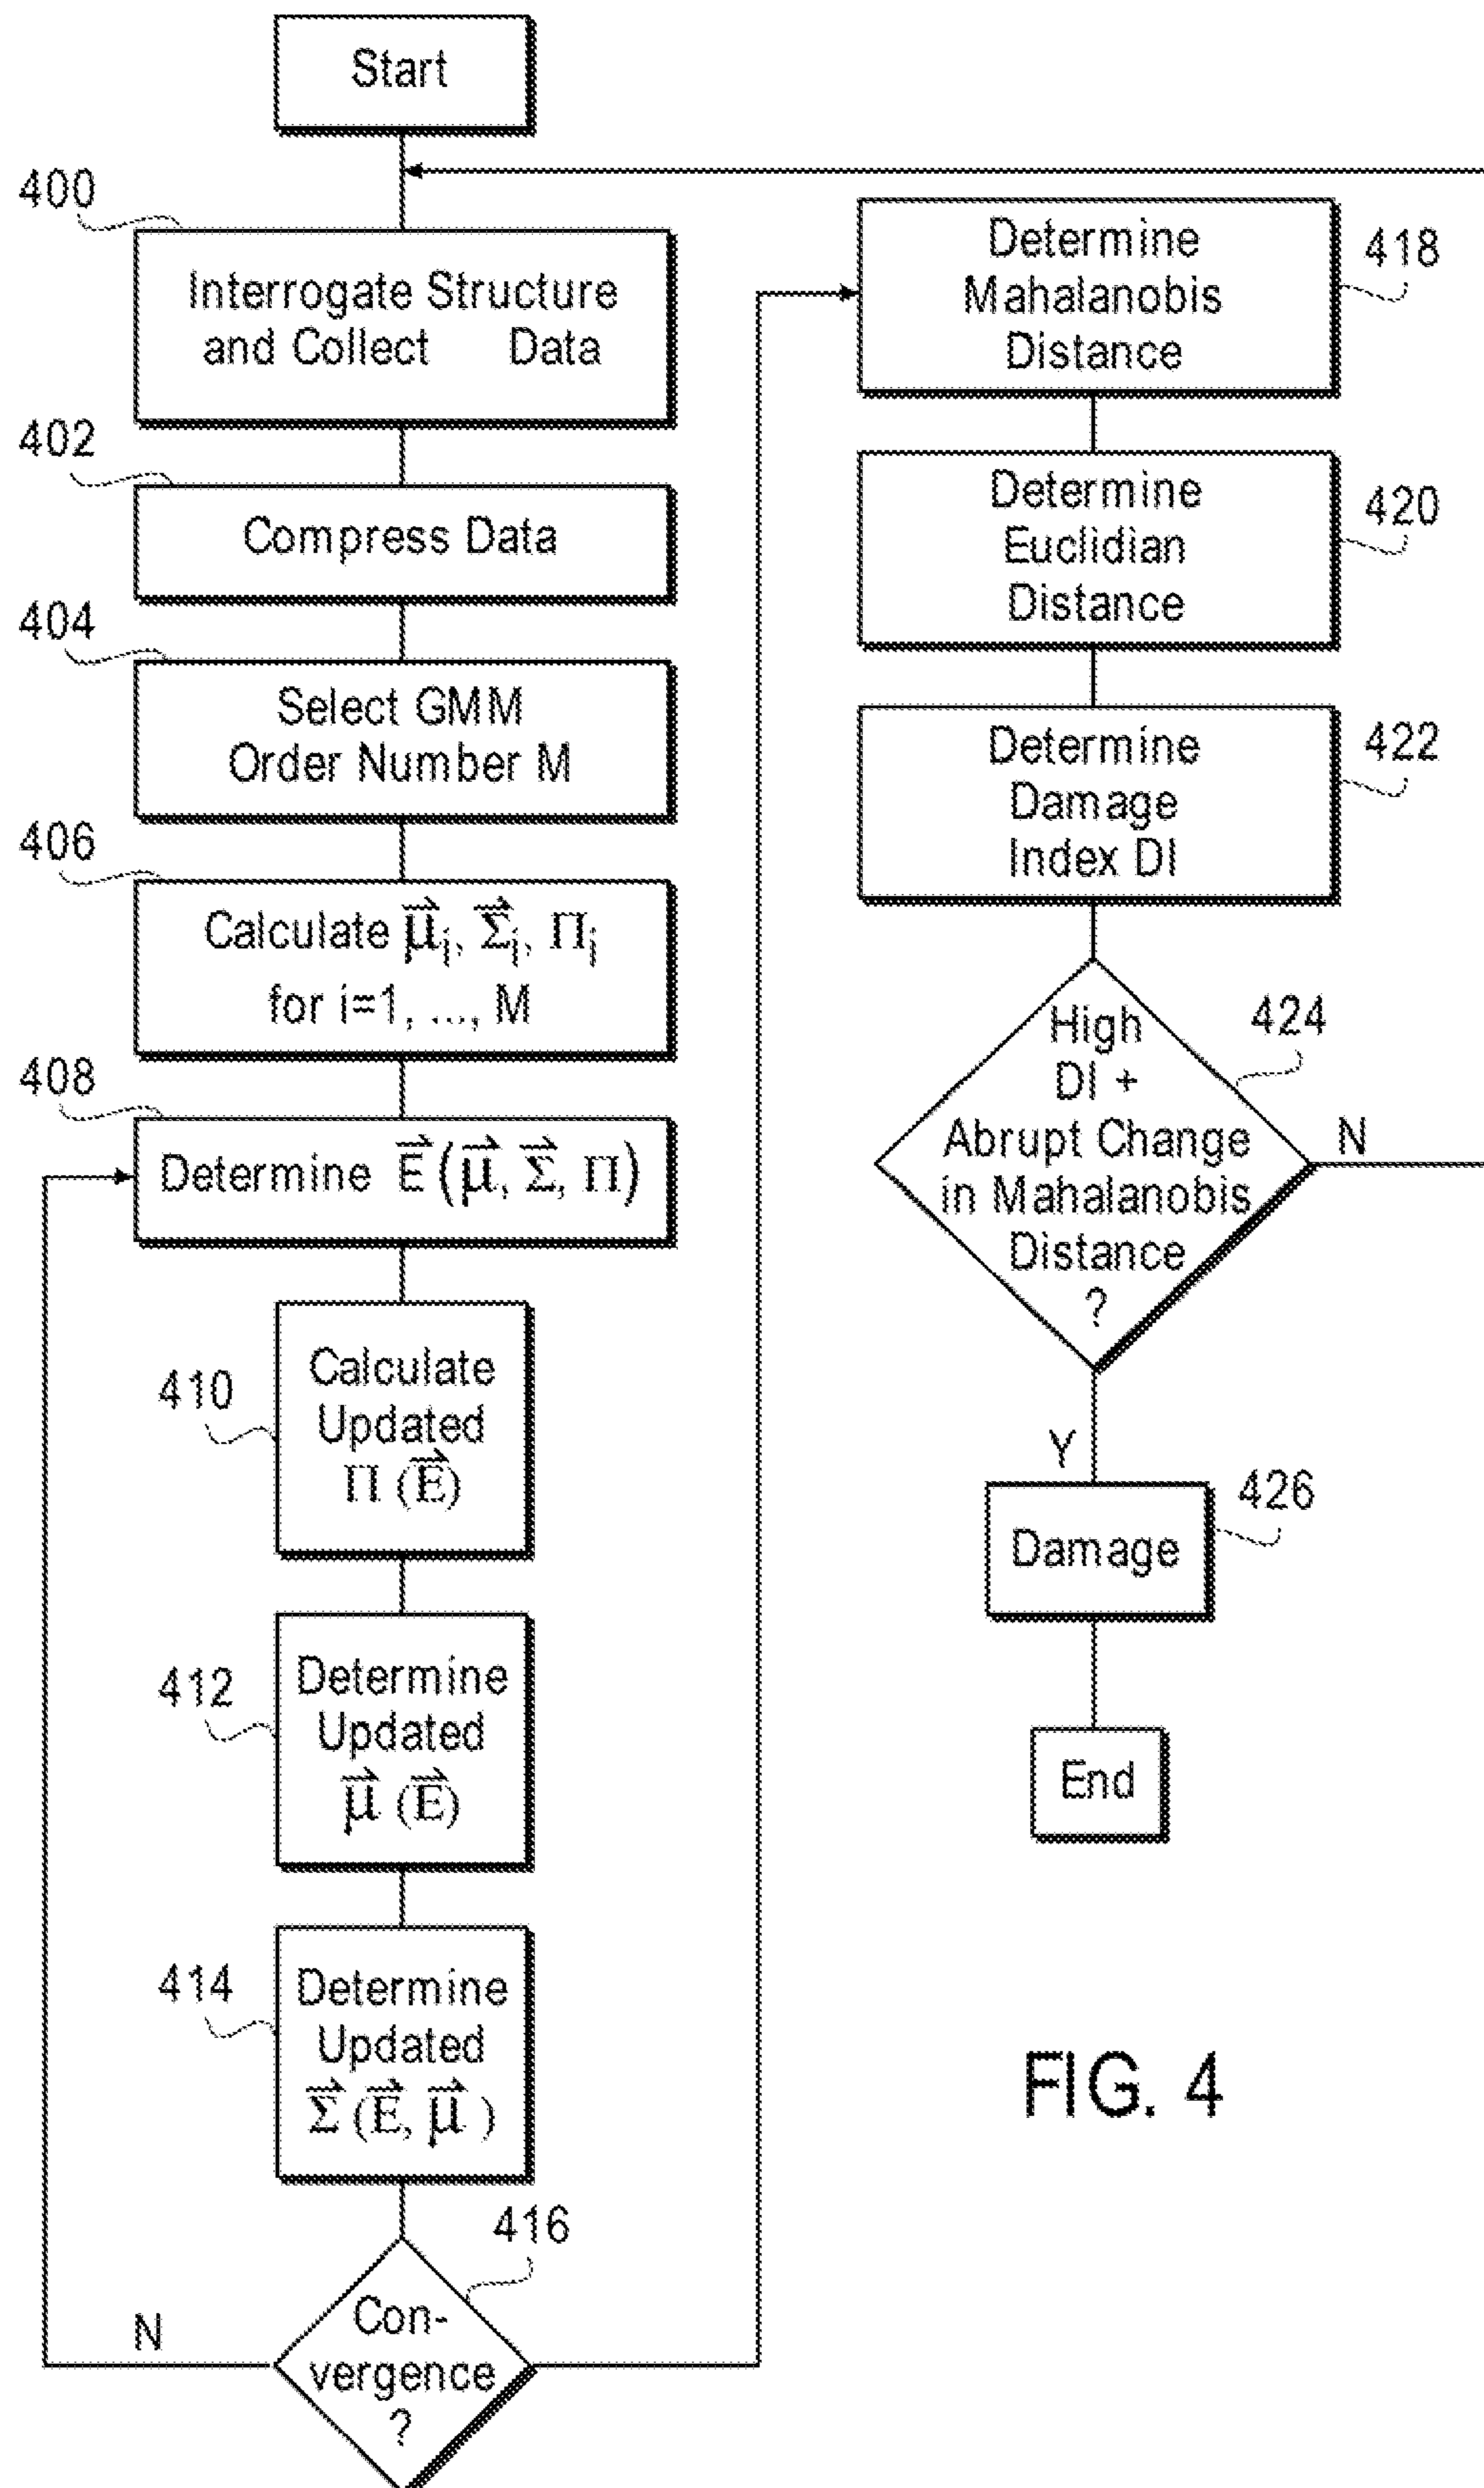 Start
400
Interrogate Structure
and Collect Data
402
Compress Data
404
Select GMM
Order Number M
406
Calculate μ⃗ᵢ, Σ⃗ᵢ, Πᵢ
for i=1, ..., M
408
Determine E⃗ (μ⃗, Σ⃗, Π)
410
Calculate
Updated
Π (E⃗)
412
Determine
Updated
μ⃗ (E⃗)
414
Determine
Updated
Σ⃗ (E⃗, μ⃗ )
416
Con-
vergence
?
N
418
Determine
Mahalanobis
Distance
420
Determine
Euclidian
Distance
422
Determine
Damage
Index DI
424
High
DI +
Abrupt Change
in Mahalanobis
Distance
?
N
Y
426
Damage
End
FIG. 4